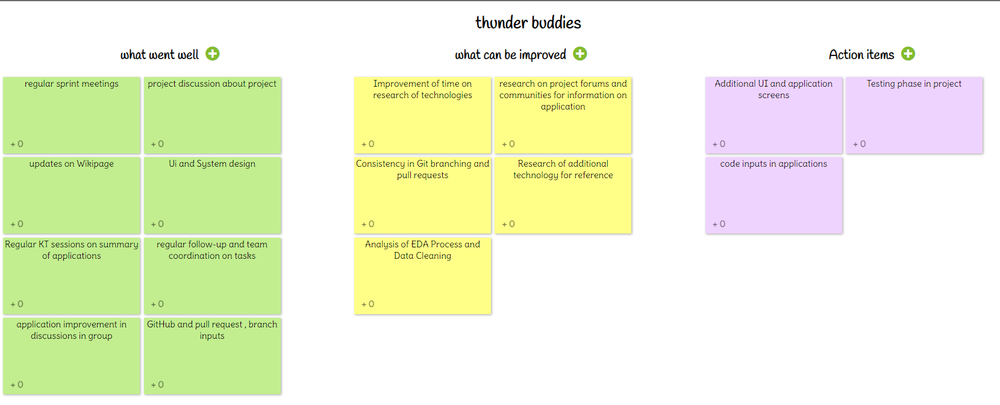 thunder buddies
what went well
regular sprint meetings
+ 0
project discussion about project
+ 0
updates on Wikipage
+ 0
Ui and System design
+ 0
Regular KT sessions on summary
of applications
+ 0
regular follow-up and team
coordination on tasks
+ 0
application improvement in
discussions in group
+ 0
GitHub and pull request , branch
inputs
+ 0
what can be improved
Improvement of time on
research of technologies
+ 0
research on project forums and
communities for information on
application
+ 0
Consistency in Git branching and
pull requests
+ 0
Research of additional
technology for reference
+ 0
Analysis of EDA Process and
Data Cleaning
+ 0
Action items
Additional UI and application
screens
+ 0
Testing phase in project
+ 0
code inputs in applications
+ 0